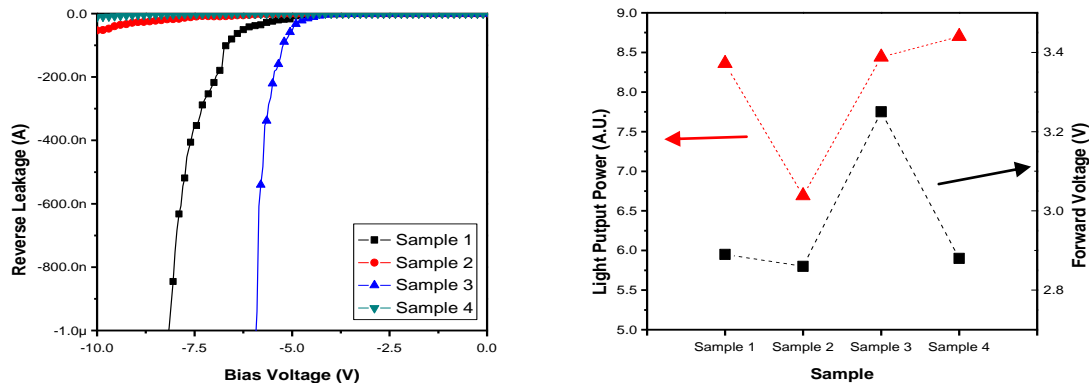 0.0
-200.0n
-400.0n
-600.0n
-800.0n
-1.0µ
-10.0 -7.5 -5.0 -2.5 0.0
Reverse Leakage (A)
Bias Voltage (V)
Sample 1
Sample 2
Sample 3
Sample 4
9.0
8.5
8.0
7.5
7.0
6.5
6.0
5.5
5.0
Light Putput Power (A.U.)
Sample 1 Sample 2 Sample 3 Sample 4
Sample
3.4
3.2
3.0
2.8
Forward Voltage (V)